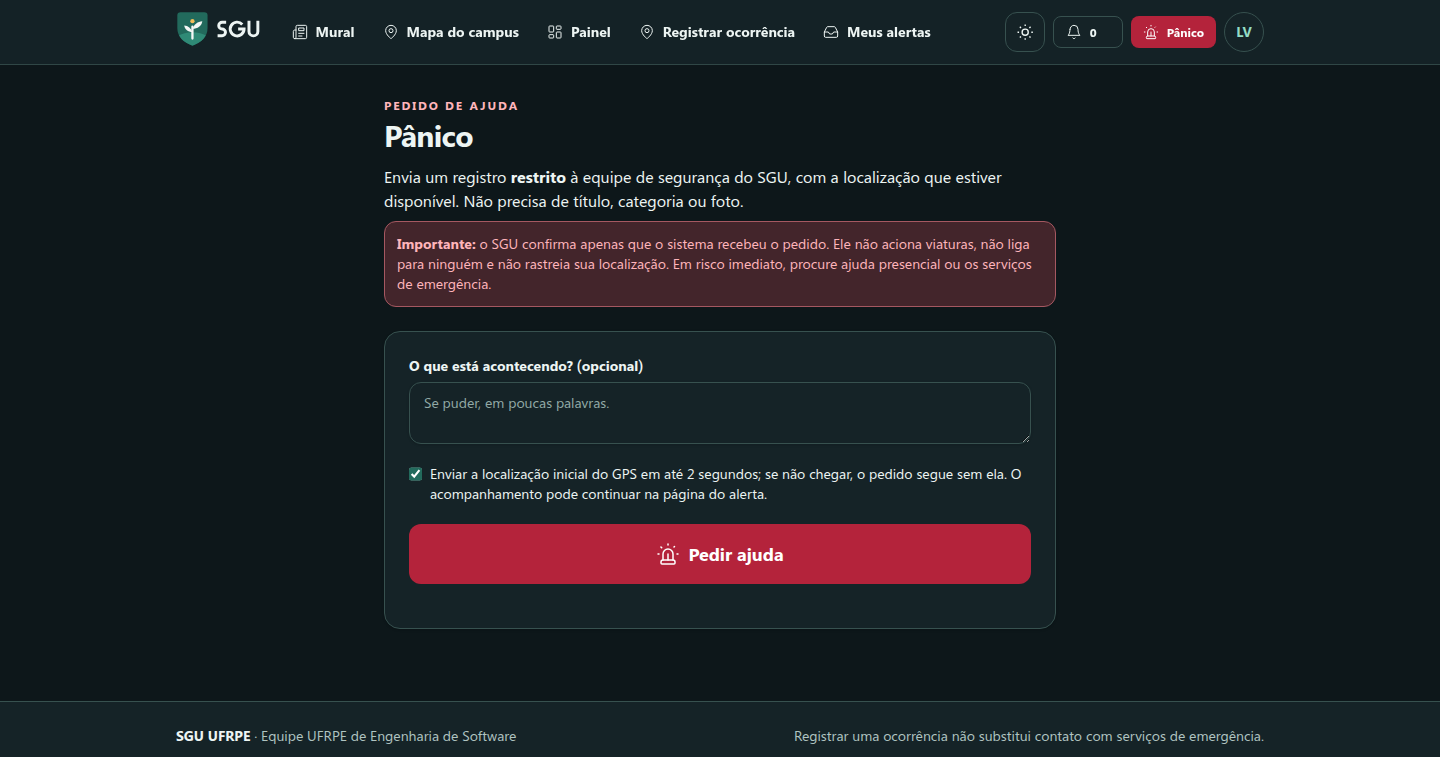 SGU
Mural
Mapa do campus
Painel
Registrar ocorrência
Meus alertas
0
Pânico
LV
PEDIDO DE AJUDA
Pânico
Envia um registro restrito à equipe de segurança do SGU, com a localização que estiver
disponível. Não precisa de título, categoria ou foto.
Importante: o SGU confirma apenas que o sistema recebeu o pedido. Ele não aciona viaturas, não liga
para ninguém e não rastreia sua localização. Em risco imediato, procure ajuda presencial ou os serviços
de emergência.
O que está acontecendo? (opcional)
Se puder, em poucas palavras.
Enviar a localização inicial do GPS em até 2 segundos; se não chegar, o pedido segue sem ela. O
acompanhamento pode continuar na página do alerta.
Pedir ajuda
SGU UFRPE · Equipe UFRPE de Engenharia de Software
Registrar uma ocorrência não substitui contato com serviços de emergência.